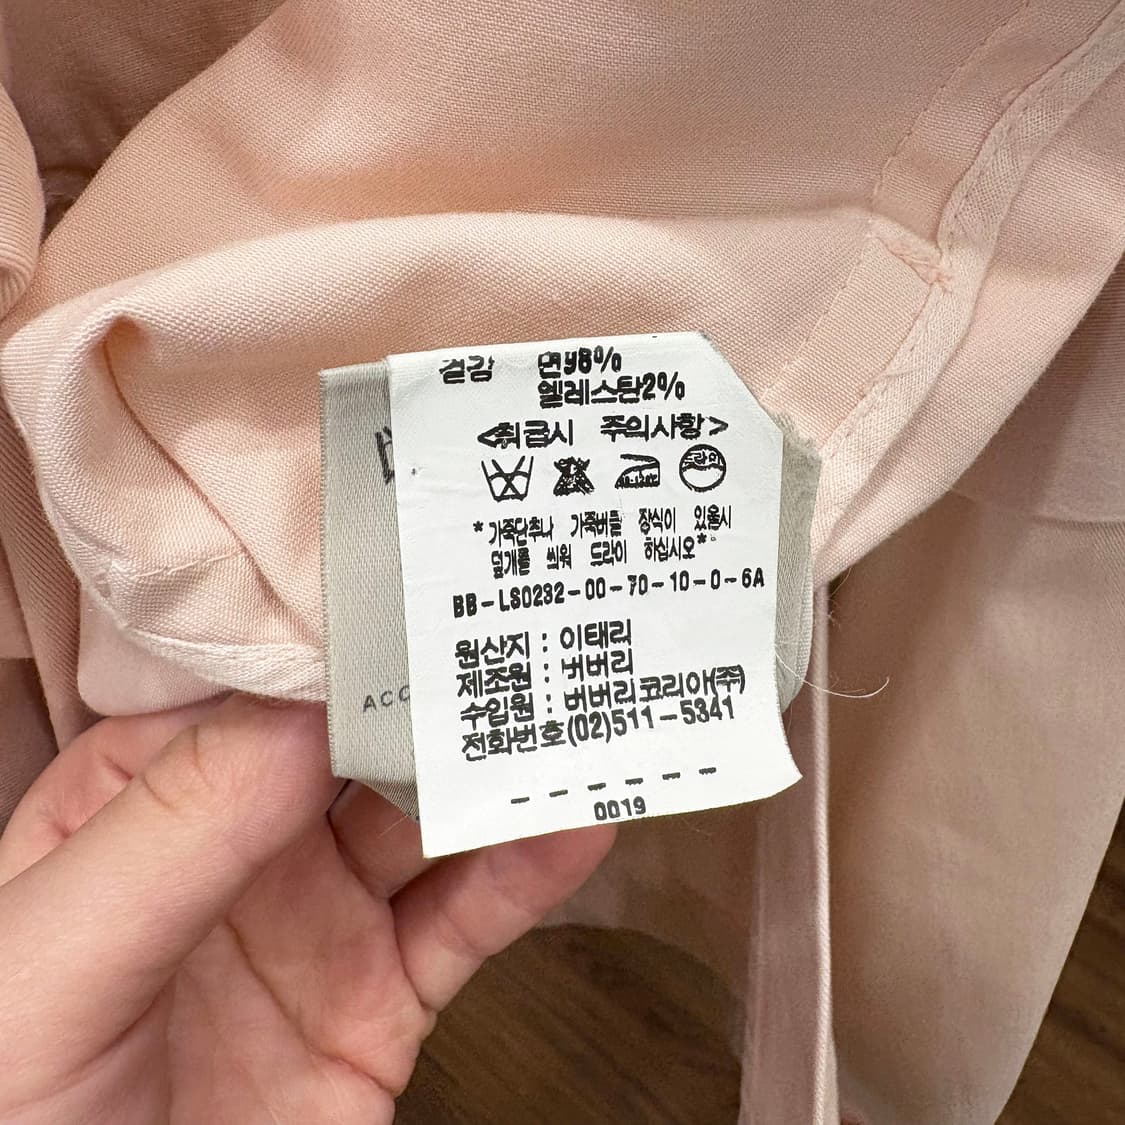 겉감 면98%
엘레스탄2%
<취급시 주의사항>
드라이
*가죽단추나 가죽버클 장식이 있을시
덮개를 씌워 드라이 하십시오*
BB-LS0232-00-70-10-0-6A
원산지 : 이태리
제조원 : 버버리
수입원 : 버버리코리아(주)
전화번호(02)511-5341
------
0019
ACC